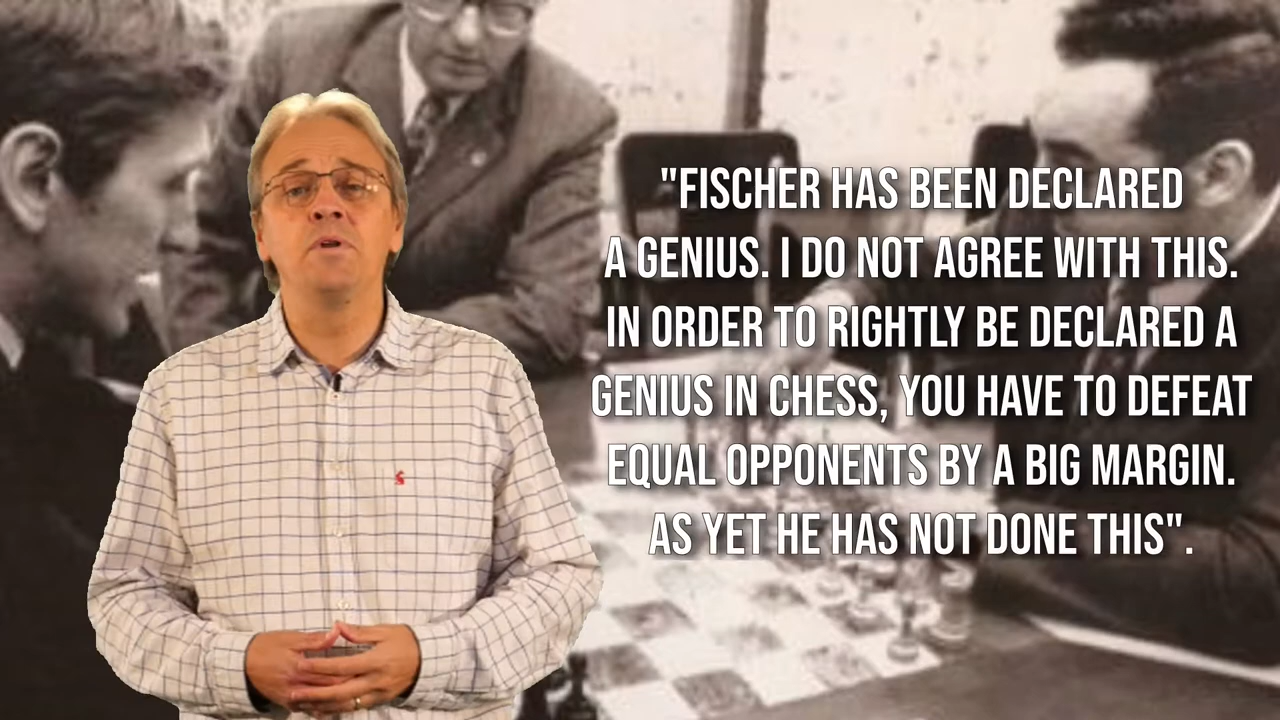 "FISCHER HAS BEEN DECLARED
A GENIUS. I DO NOT AGREE WITH THIS.
IN ORDER TO RIGHTLY BE DECLARED A
GENIUS IN CHESS, YOU HAVE TO DEFEAT
EQUAL OPPONENTS BY A BIG MARGIN.
AS YET HE HAS NOT DONE THIS".